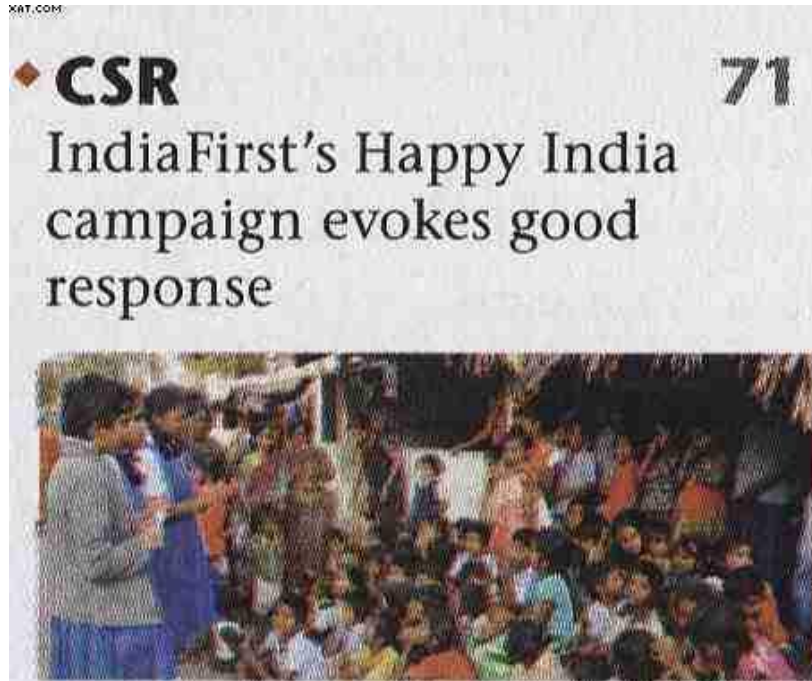 XAT.COM
CSR 71
IndiaFirst's Happy India
campaign evokes good
response